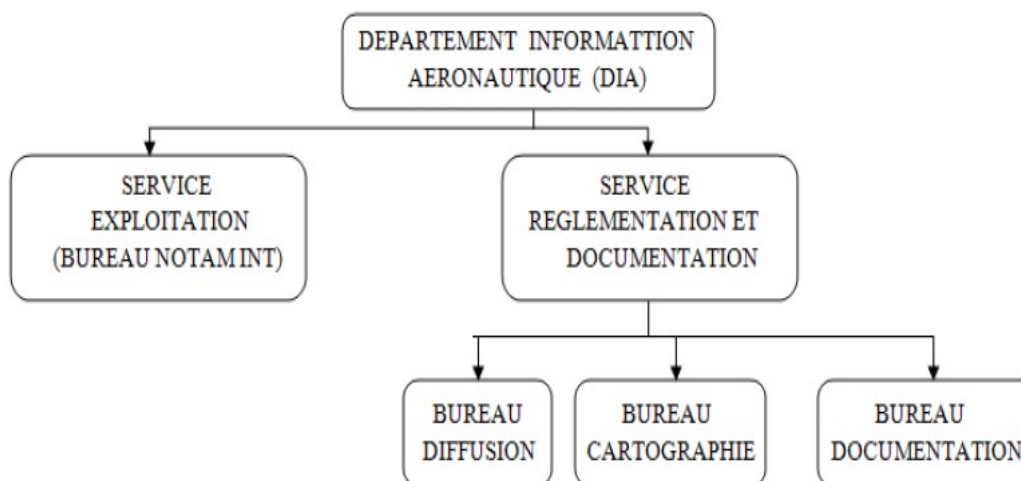 DEPARTEMENT INFORMATTION
AERONAUTIQUE (DIA)
SERVICE
EXPLOITATION
(BUREAU NOTAM INT)
SERVICE
REGLEMENTATION ET
DOCUMENTATION
BUREAU
DIFFUSION
BUREAU
CARTOGRAPHIE
BUREAU
DOCUMENTATION